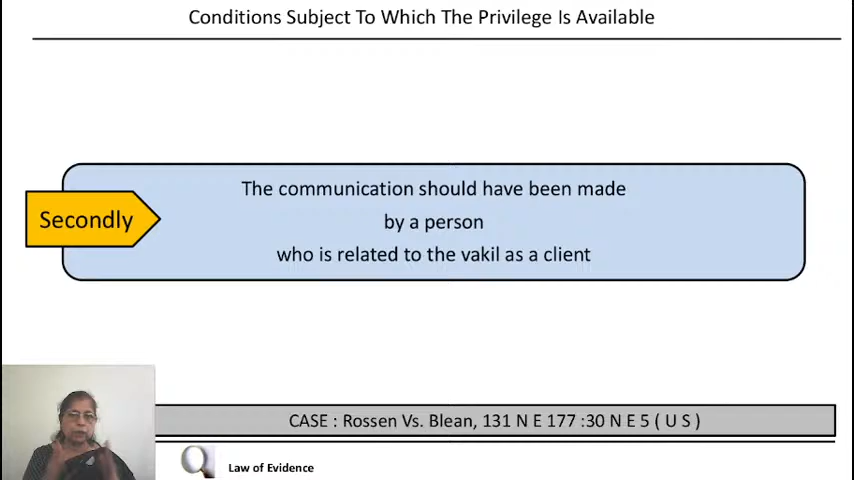 Conditions Subject To Which The Privilege Is Available
The communication should have been made
Secondly
by a person
who is related to the vakil as a client
CASE : Rossen Vs. Blean, 131 N E 177 :30 N E 5 ( U S )
Law of Evidence